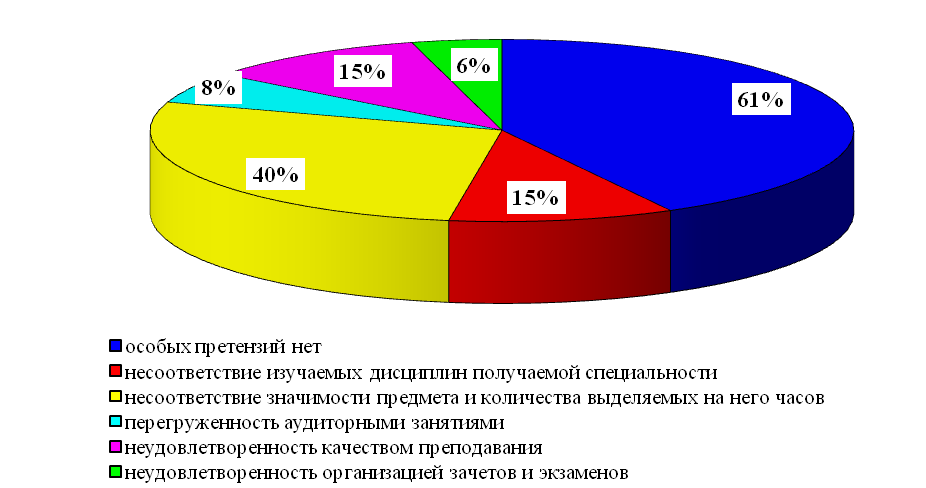 6%
15%
8%
61%
40%
15%
особых претензий нет
несоответствие изучаемых дисциплин получаемой специальности
несоответствие значимости предмета и количества выделяемых на него часов
перегруженность аудиторными занятиями
неудовлетворенность качеством преподавания
неудовлетворенность организацией зачетов и экзаменов